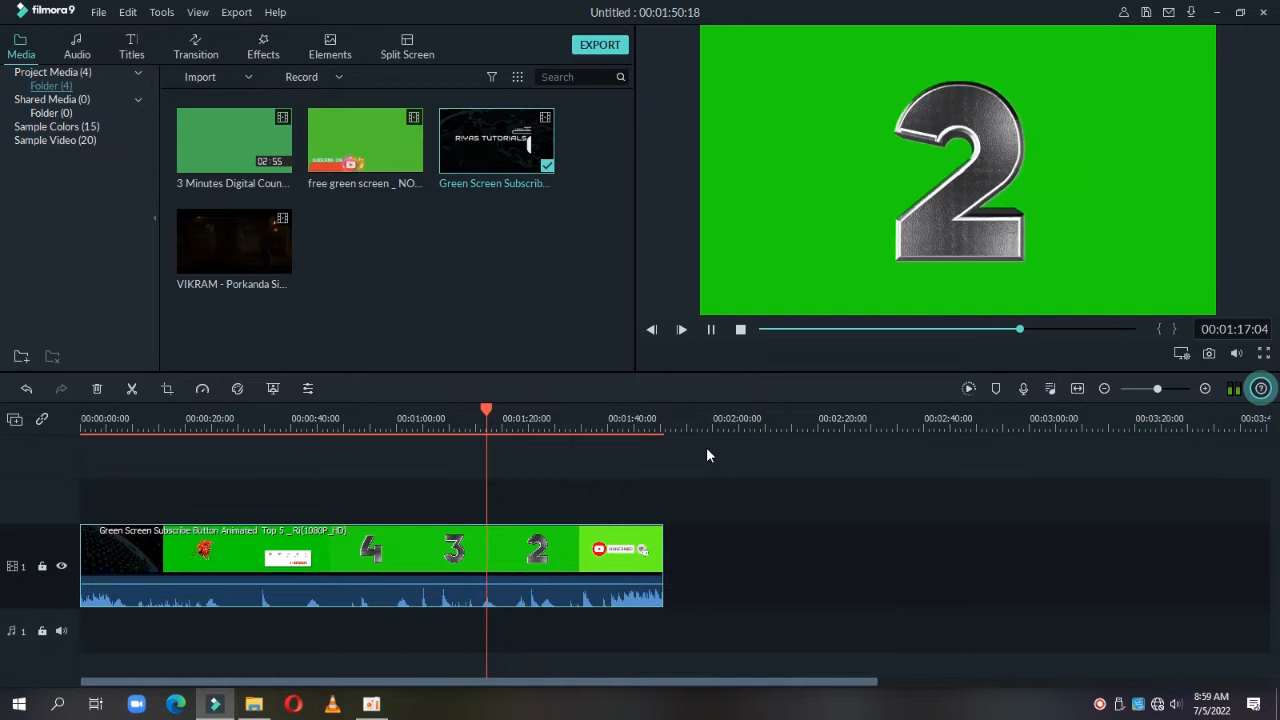 filmora9 File Edit Tools View Export Help Untitled : 00:01:50:18
Media Audio Titles Transition Effects Elements Split Screen EXPORT
Project Media (4)
Folder (4)
Shared Media (0)
Folder (0)
Sample Colors (15)
Sample Video (20)
Import Record Search
02:55
RIYAS TUTORIALS
3 Minutes Digital Coun... free green screen _ NO... Green Screen Subscrib...
VIKRAM - Porkanda Si...
2
00:01:17:04
00:00:00:00 00:00:20:00 00:00:40:00 00:01:00:00 00:01:20:00 00:01:40:00 00:02:00:00 00:02:20:00 00:02:40:00 00:03:00:00 00:03:20:00
Green Screen Subscribe Button Animated Top 5 _Ri(1080P_HD)
4 3 2
1
1
8:59 AM
7/5/2022